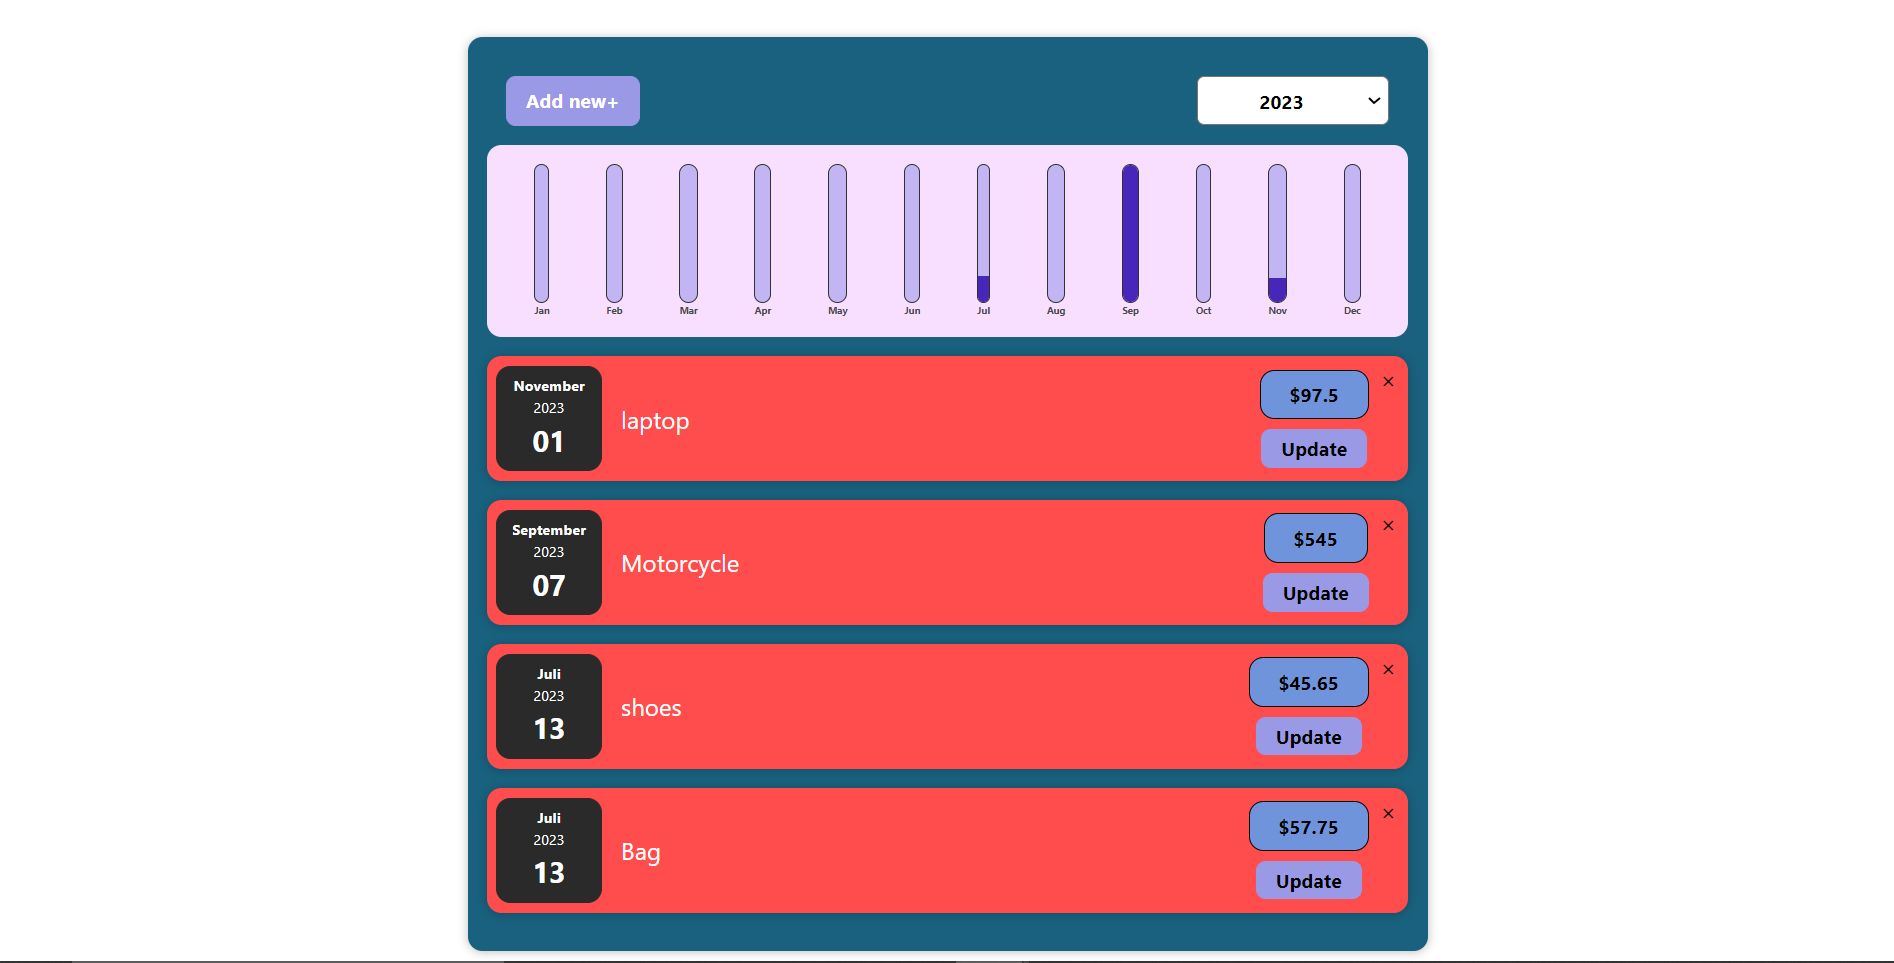 Add new+
2023
Jan Feb Mar Apr May Jun Jul Aug Sep Oct Nov Dec
November
2023
01
laptop
$97.5
×
Update
September
2023
07
Motorcycle
$545
×
Update
Juli
2023
13
shoes
$45.65
×
Update
Juli
2023
13
Bag
$57.75
×
Update